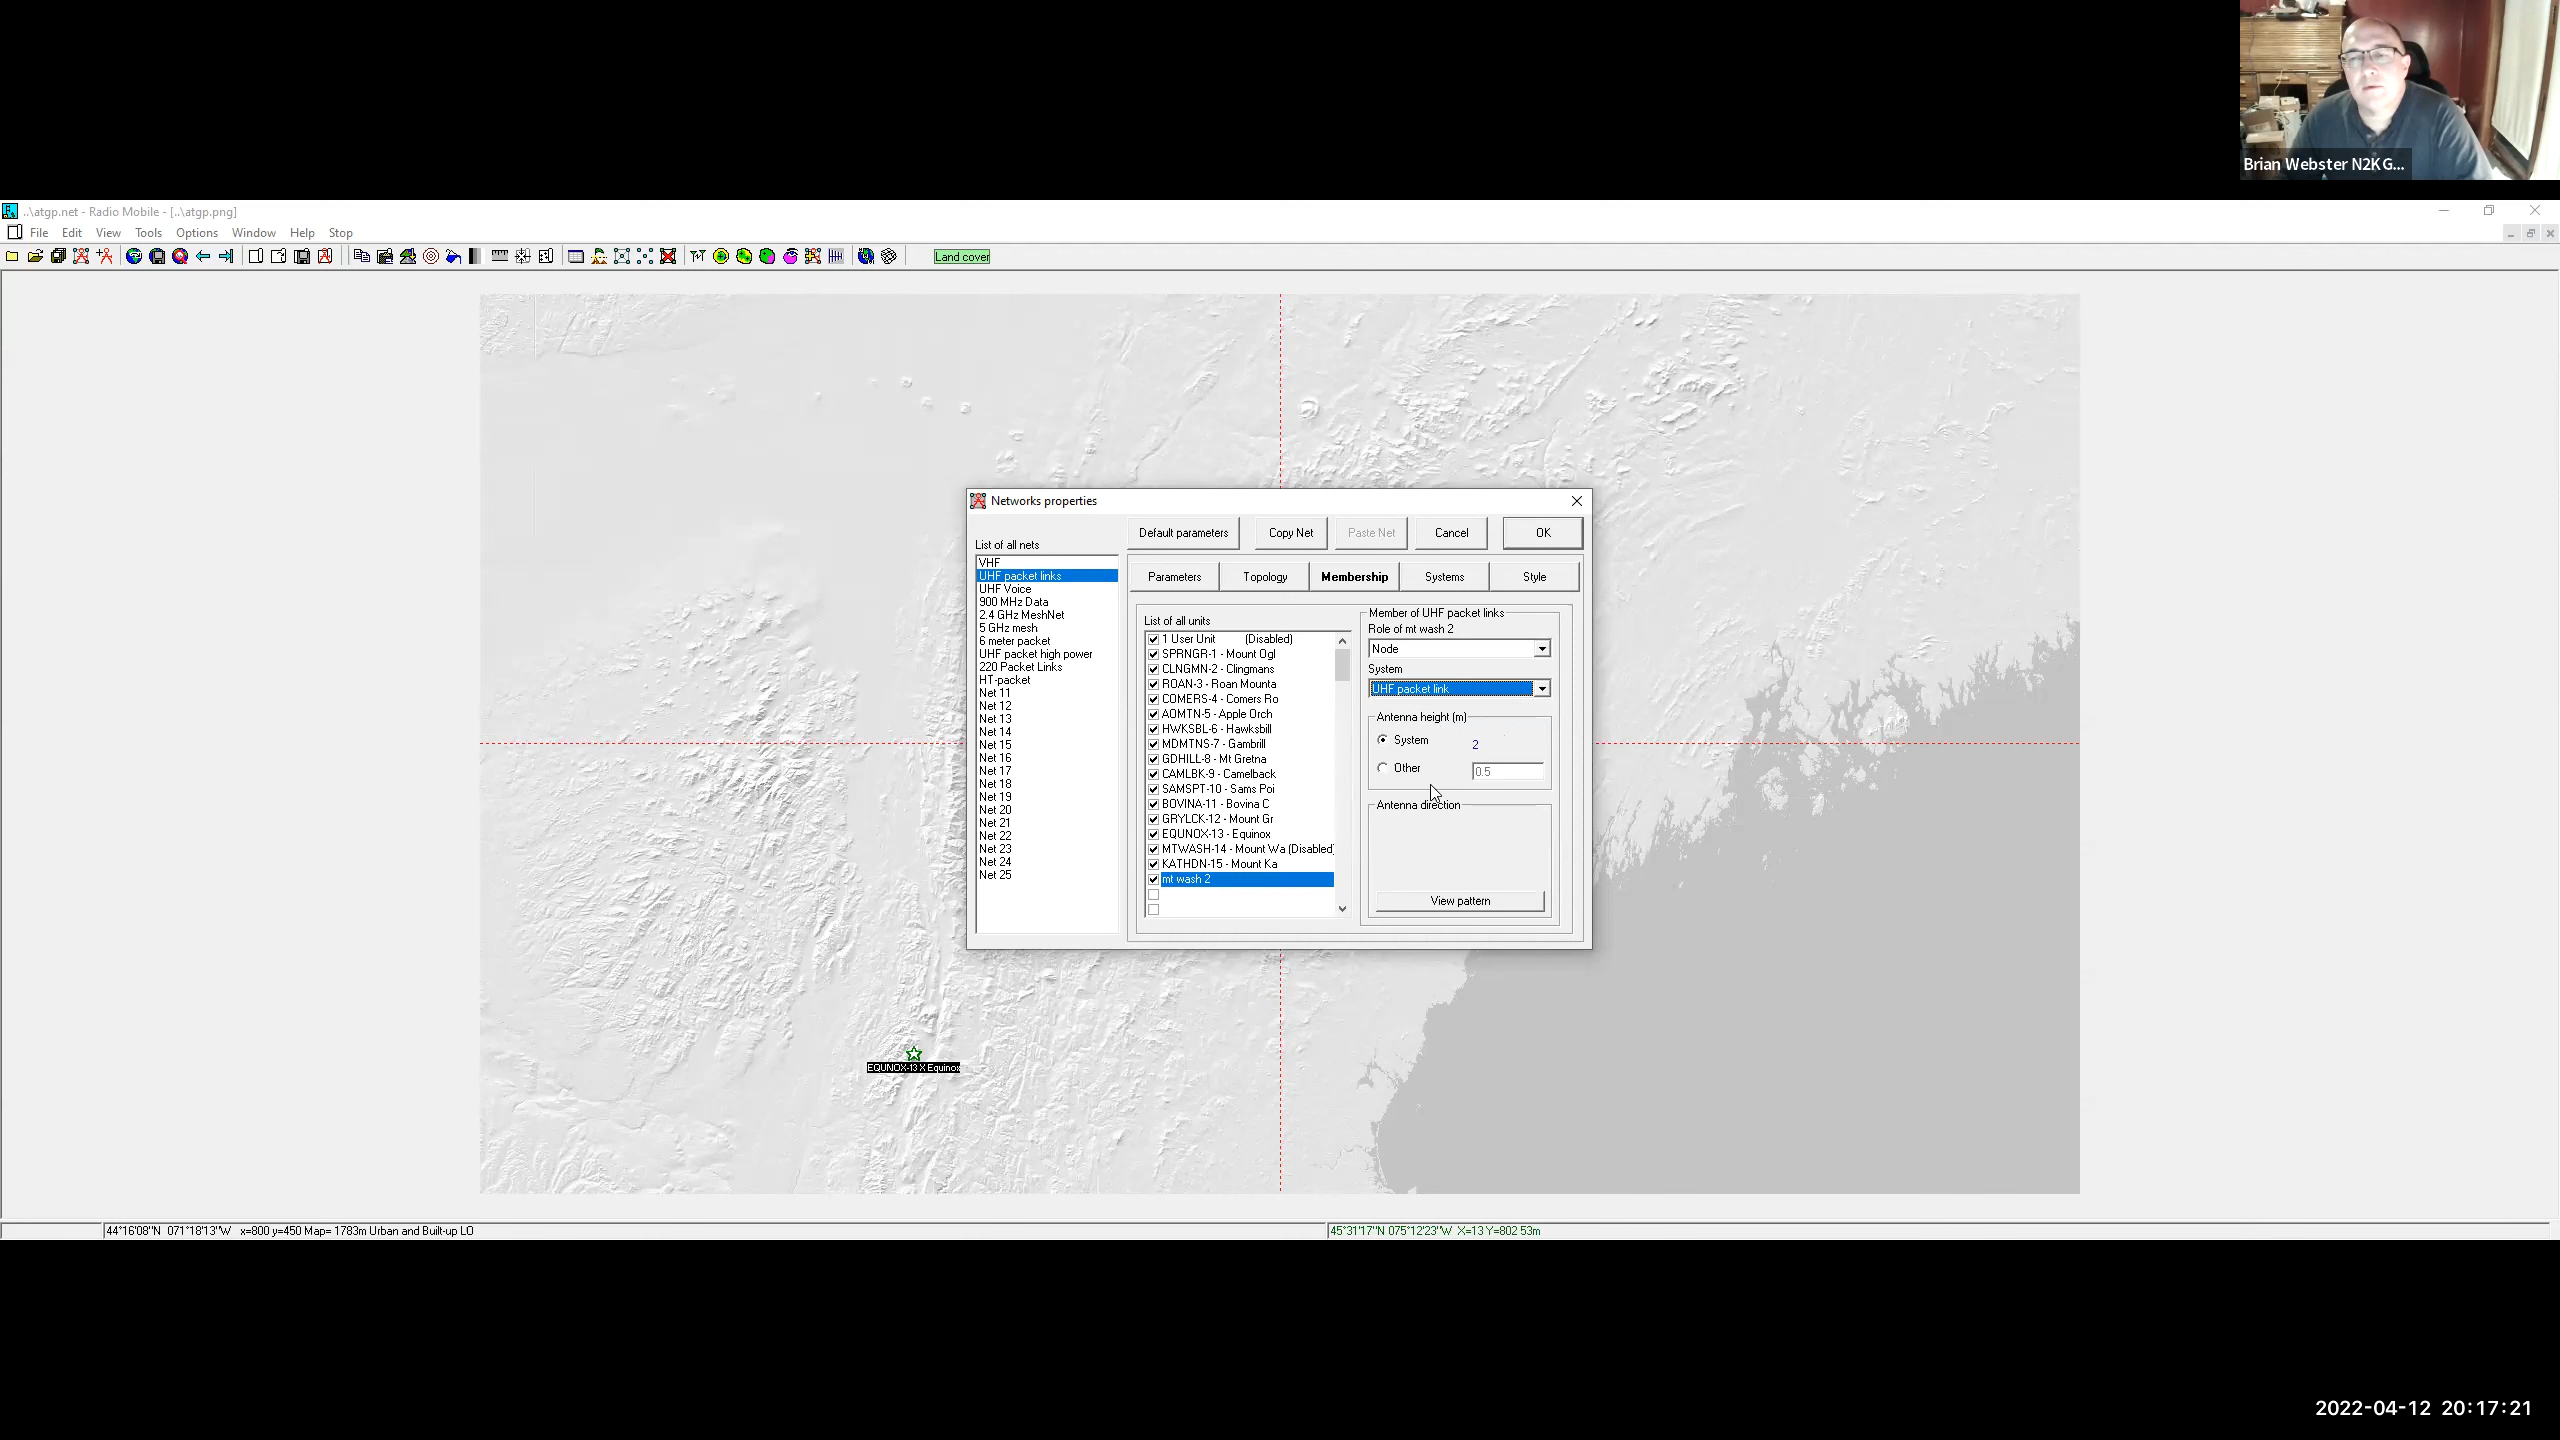 Brian Webster N2KG...
..\atgp.net - Radio Mobile - [..\atgp.png]
File Edit View Tools Options Window Help Stop
Land cover
Networks properties
Default parameters Copy Net Paste Net Cancel OK
List of all nets
VHF
UHF packet links
UHF Voice
900 MHz Data
2.4 GHz MeshNet
5 GHz mesh
6 meter packet
UHF packet high power
220 Packet Links
HT-packet
Net 11
Net 12
Net 13
Net 14
Net 15
Net 16
Net 17
Net 18
Net 19
Net 20
Net 21
Net 22
Net 23
Net 24
Net 25
Parameters Topology Membership Systems Style
List of all units
1 User Unit (Disabled)
SPRNGR-1 - Mount Ogl
CLNGMN-2 - Clingmans
ROAN-3 - Roan Mounta
COMERS-4 - Comers Ro
AOMTN-5 - Apple Orch
HWKSBL-6 - Hawksbill
MDMTNS-7 - Gambrill
GDHILL-8 - Mt Gretna
CAMLBK-9 - Camelback
SAMSPT-10 - Sams Poi
BOVINA-11 - Bovina C
GRYLCK-12 - Mount Gr
EQUNOX-13 - Equinox
MTWASH-14 - Mount Wa (Disabled)
KATHDN-15 - Mount Ka
mt wash 2
Member of UHF packet links
Role of mt wash 2
Node
System
UHF packet link
Antenna height (m)
System 2
Other 0.5
Antenna direction
View pattern
EQUNOX-13 X Equinox
44°16'08"N 071°18'13"W x=800 y=450 Map= 1783m Urban and Built-up LO
45°31'17"N 075°12'23"W X=13 Y=802 53m
2022-04-12 20:17:21